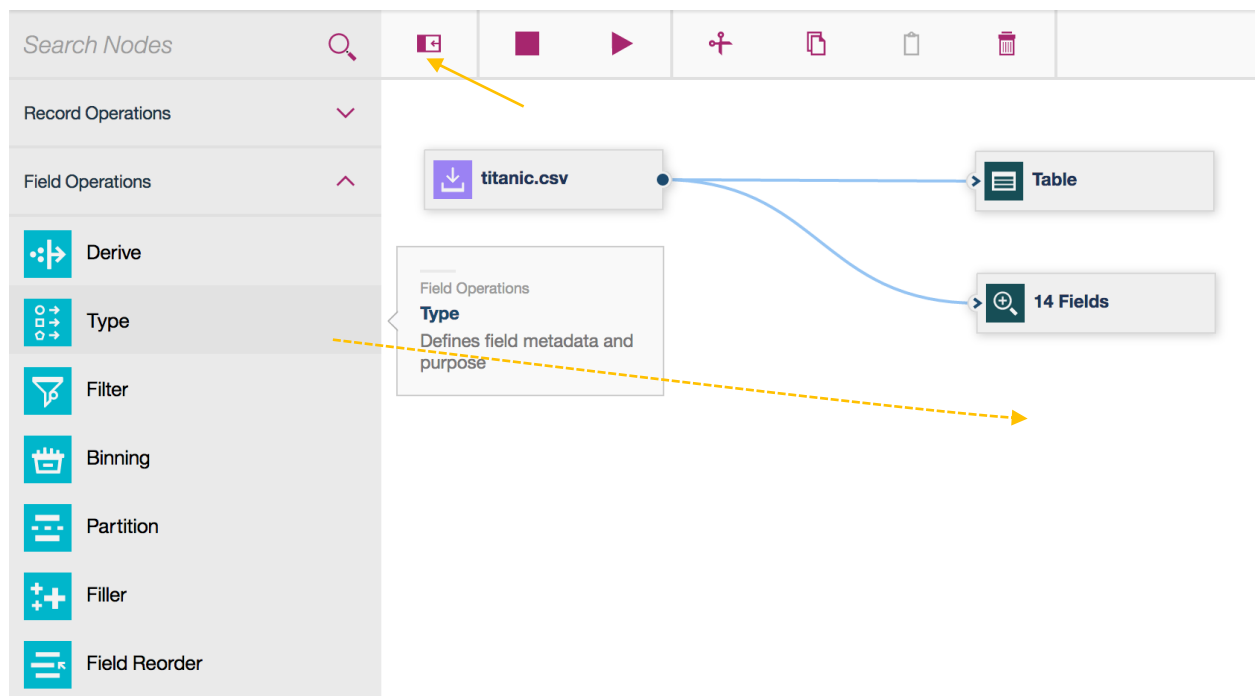 Search Nodes
Record Operations
Field Operations
Derive
Type
Filter
Binning
Partition
Filler
Field Reorder
titanic.csv
Table
14 Fields
Field Operations
Type
Defines field metadata and
purpose